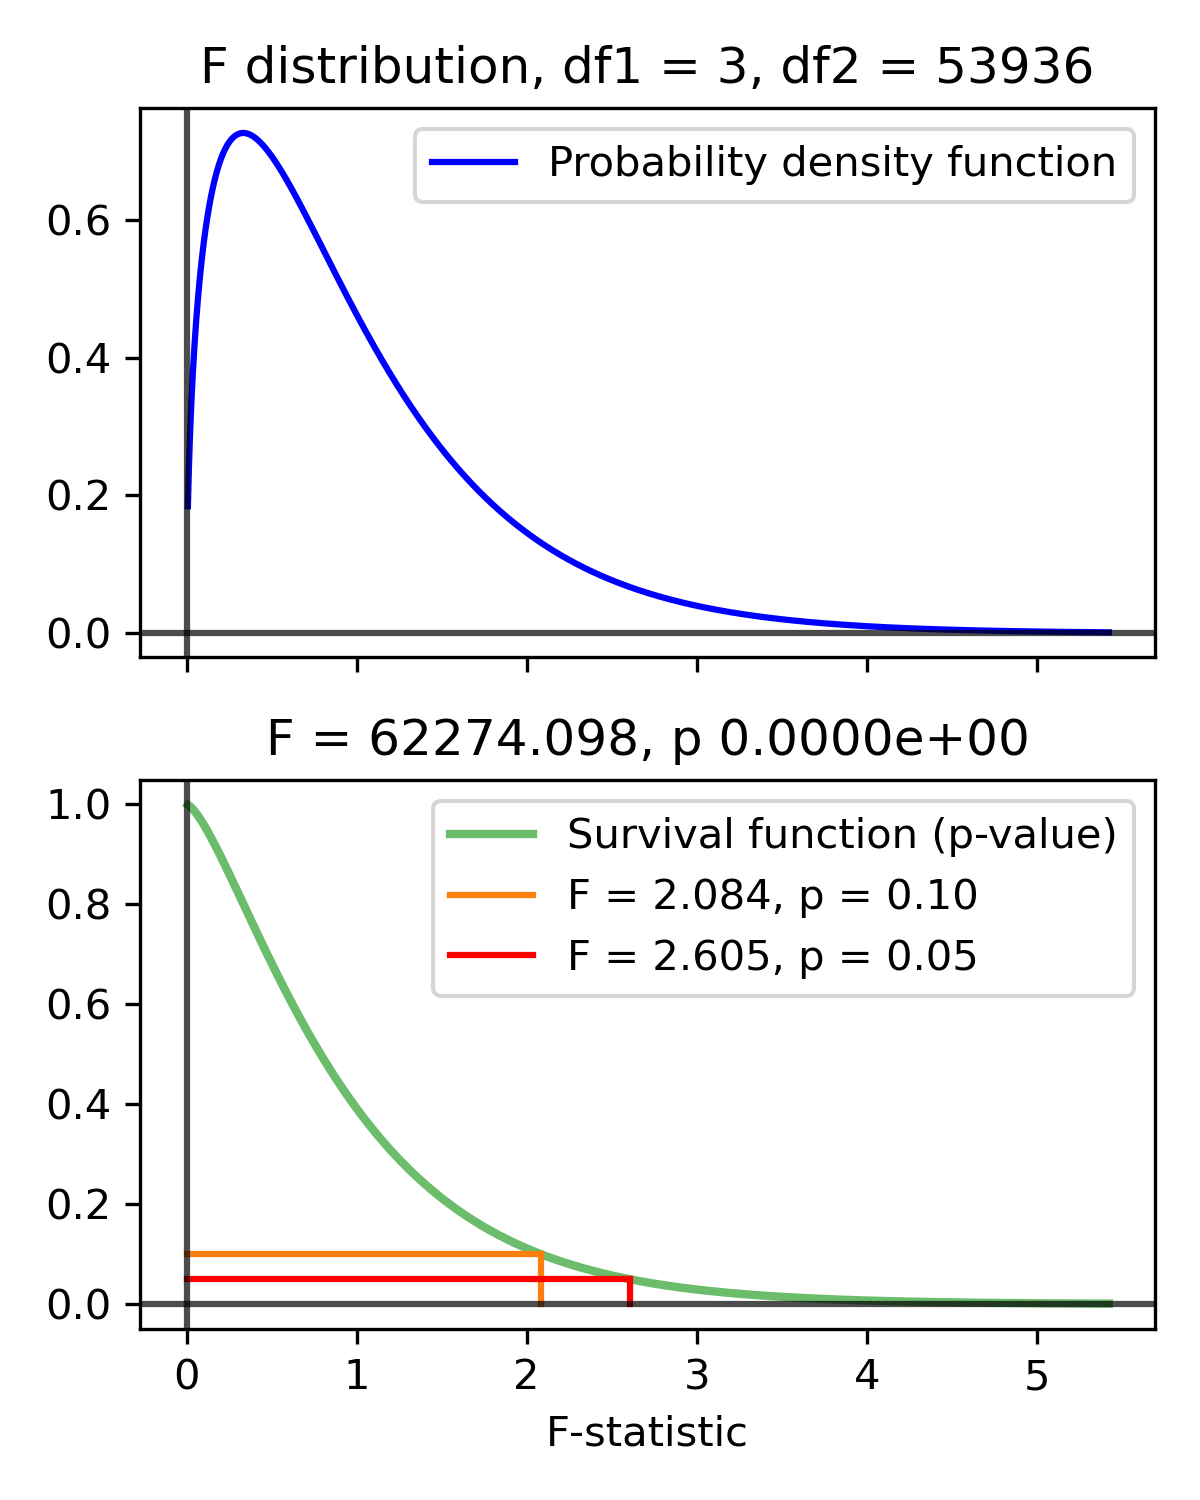 F distribution, df1 = 3, df2 = 53936
Probability density function
0.6
0.4
0.2
0.0
F = 62274.098, p 0.0000e+00
1.0
Survival function (p-value)
F = 2.084, p = 0.10
F = 2.605, p = 0.05
0.8
0.6
0.4
0.2
0.0
0 1 2 3 4 5
F-statistic